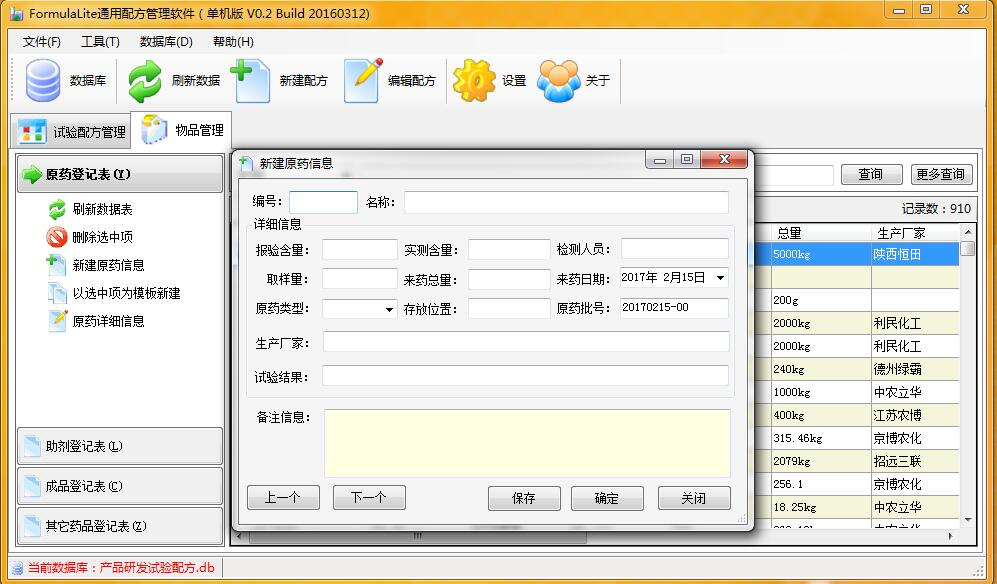 FormulaLite通用配方管理软件（单机版 V0.2 Build 20160312）
文件(F) 工具(T) 数据库(D) 帮助(H)
数据库 刷新数据 新建配方 编辑配方 设置 关于
试验配方管理 物品管理
原药登记表(Y)
刷新数据表
删除选中项
新建原药信息
以选中项为模板新建
原药详细信息
助剂登记表(L)
成品登记表(C)
其它药品登记表(Z)
新建原药信息
编号： 名称：
详细信息
报验含量： 实测含量： 检测人员：
取样量： 来药总量： 来药日期： 2017年 2月15日
原药类型： 存放位置： 原药批号： 20170215-00
生产厂家：
试验结果：
备注信息：
上一个 下一个 保存 确定 关闭
查询 更多查询
记录数：910
总量 生产厂家
5000kg 陕西恒田
200g
2000kg 利民化工
2000kg 利民化工
240kg 德州绿霸
1000kg 中农立华
400kg 江苏农博
315.46kg 京博农化
2079kg 招远三联
256.1 京博农化
18.25kg 中农立华
当前数据库：产品研发试验配方.db